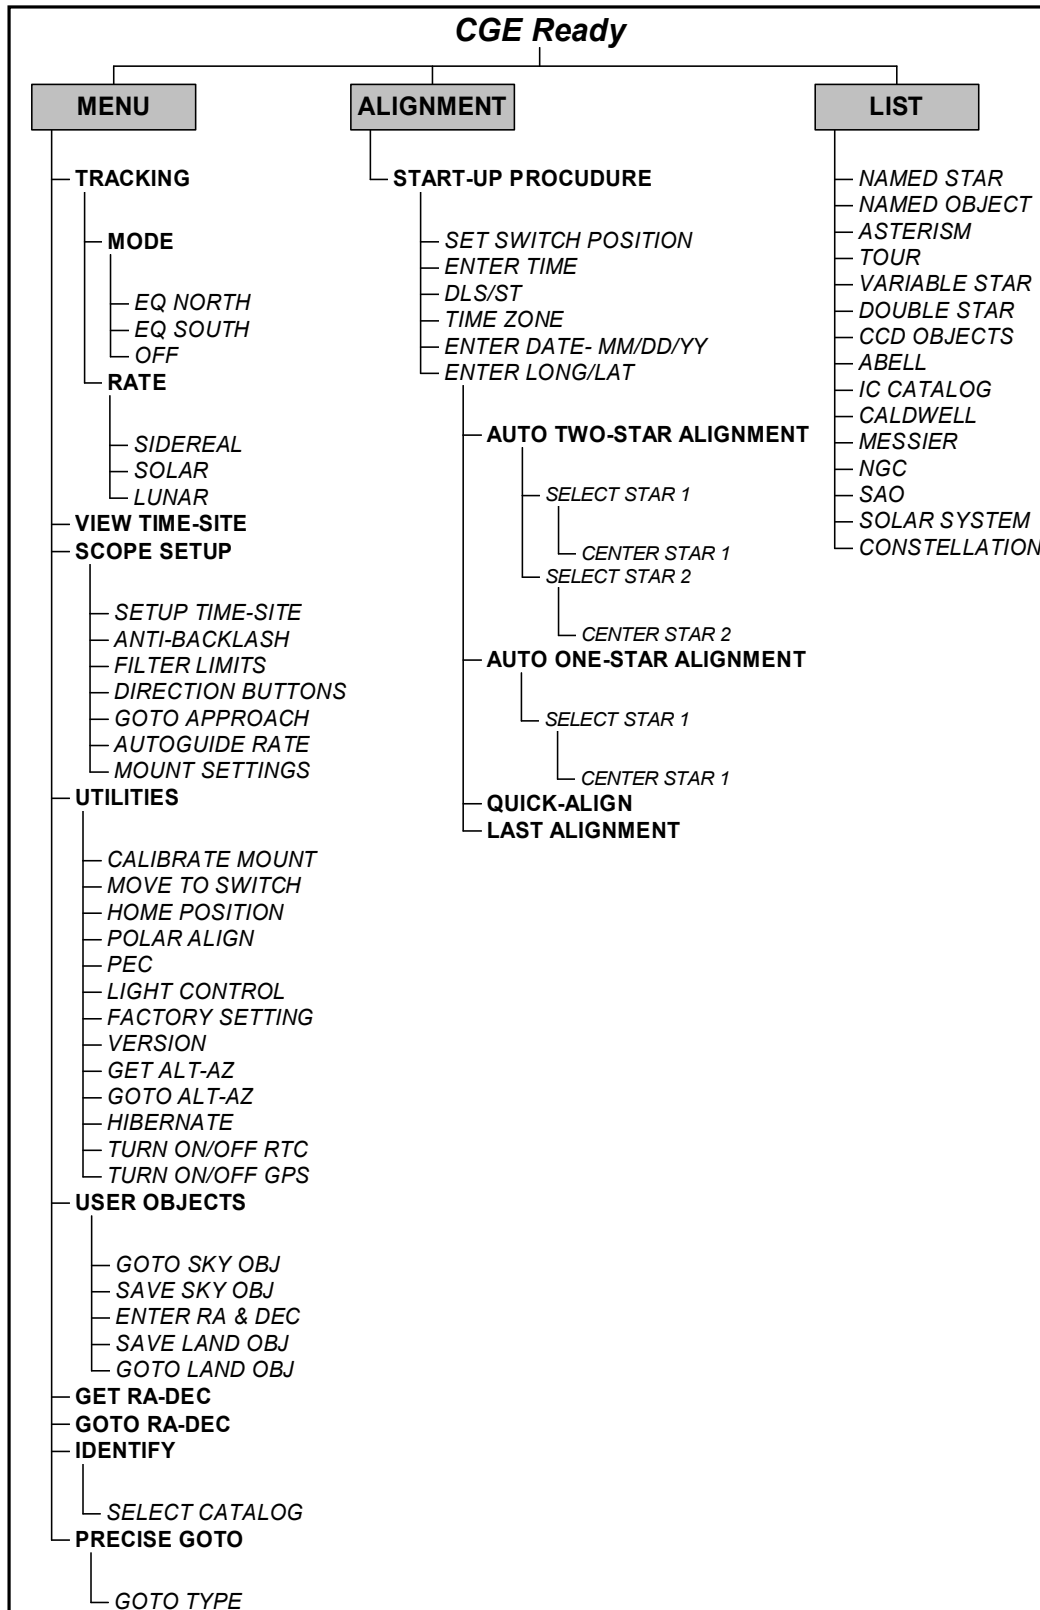 CGE Ready
MENU
TRACKING
MODE
EQ NORTH
EQ SOUTH
OFF
RATE
SIDEREAL
SOLAR
LUNAR
VIEW TIME-SITE
SCOPE SETUP
SETUP TIME-SITE
ANTI-BACKLASH
FILTER LIMITS
DIRECTION BUTTONS
GOTO APPROACH
AUTOGUIDE RATE
MOUNT SETTINGS
UTILITIES
CALIBRATE MOUNT
MOVE TO SWITCH
HOME POSITION
POLAR ALIGN
PEC
LIGHT CONTROL
FACTORY SETTING
VERSION
GET ALT-AZ
GOTO ALT-AZ
HIBERNATE
TURN ON/OFF RTC
TURN ON/OFF GPS
USER OBJECTS
GOTO SKY OBJ
SAVE SKY OBJ
ENTER RA & DEC
SAVE LAND OBJ
GOTO LAND OBJ
GET RA-DEC
GOTO RA-DEC
IDENTIFY
SELECT CATALOG
PRECISE GOTO
GOTO TYPE
ALIGNMENT
START-UP PROCUDURE
SET SWITCH POSITION
ENTER TIME
DLS/ST
TIME ZONE
ENTER DATE- MM/DD/YY
ENTER LONG/LAT
AUTO TWO-STAR ALIGNMENT
SELECT STAR 1
CENTER STAR 1
SELECT STAR 2
CENTER STAR 2
AUTO ONE-STAR ALIGNMENT
SELECT STAR 1
CENTER STAR 1
QUICK-ALIGN
LAST ALIGNMENT
LIST
NAMED STAR
NAMED OBJECT
ASTERISM
TOUR
VARIABLE STAR
DOUBLE STAR
CCD OBJECTS
ABELL
IC CATALOG
CALDWELL
MESSIER
NGC
SAO
SOLAR SYSTEM
CONSTELLATION